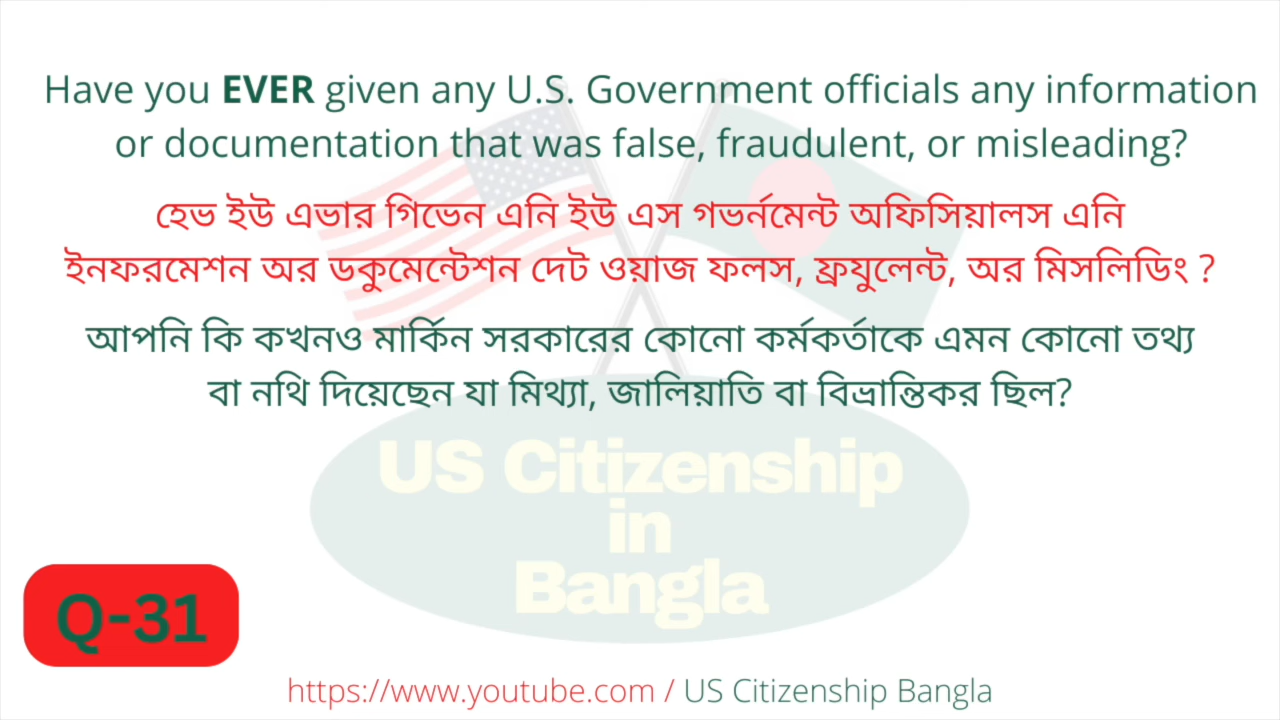 Have you EVER given any U.S. Government officials any information
or documentation that was false, fraudulent, or misleading?
হেভ ইউ এভার গিভেন এনি ইউ এস গভর্নমেন্ট অফিসিয়ালস এনি
ইনফরমেশন অর ডকুমেন্টেশন দেট ওয়াজ ফলস, ফ্রযুলেন্ট, অর মিসলিডিং ?
আপনি কি কখনও মার্কিন সরকারের কোনো কর্মকর্তাকে এমন কোনো তথ্য
বা নথি দিয়েছেন যা মিথ্যা, জালিয়াতি বা বিভ্রান্তিকর ছিল?
US Citizenship
in
Bangla
Q-31
https://www.youtube.com / US Citizenship Bangla